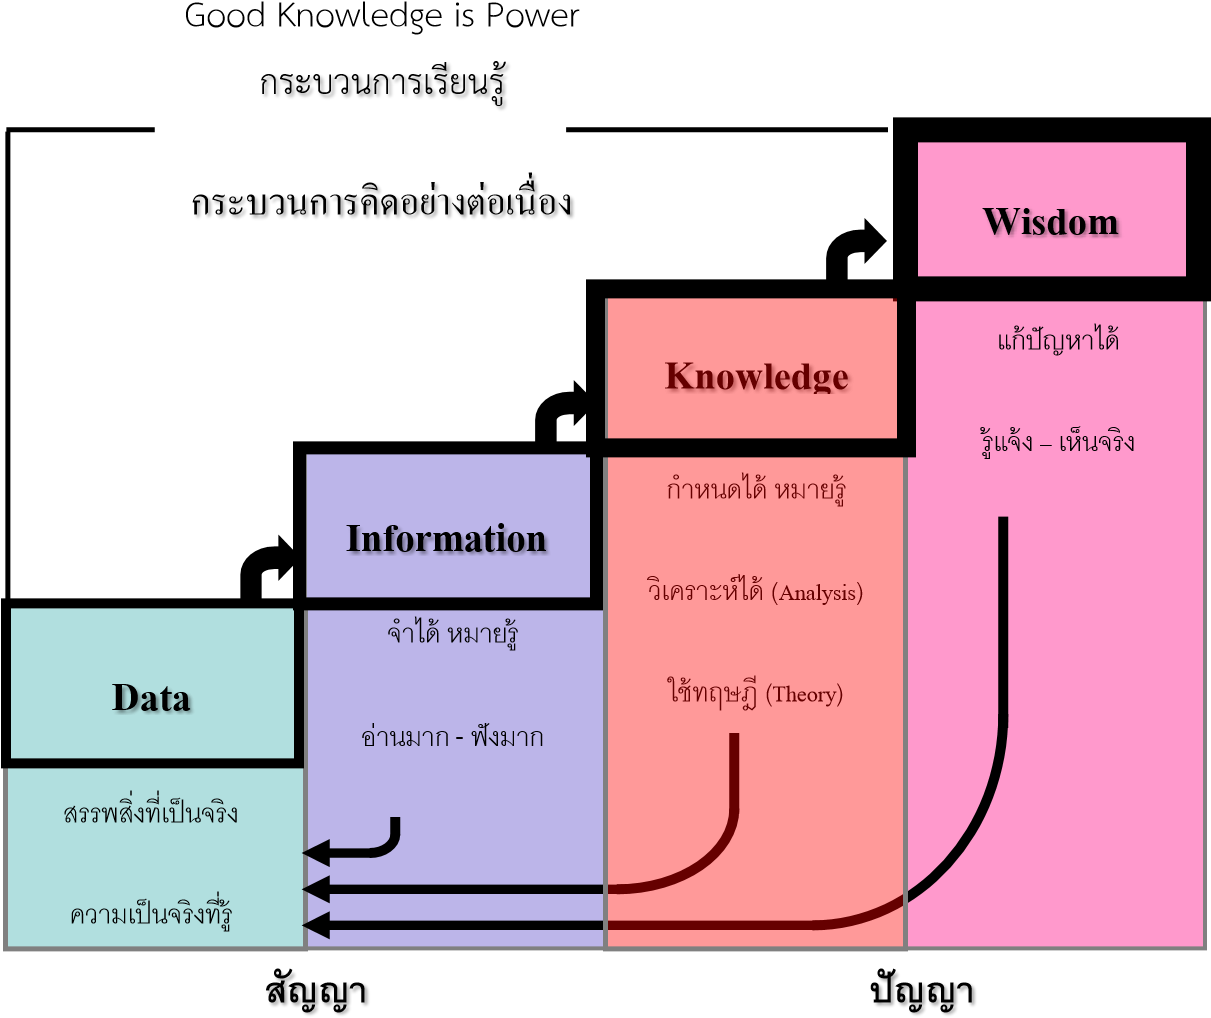 Good Knowledge is Power
กระบวนการเรียนรู้
กระบวนการคิดอย่างต่อเนื่อง
Wisdom
แก้ปัญหาได้
รู้แจ้ง – เห็นจริง
Knowledge
กำหนดได้ หมายรู้
วิเคราะห์ได้ (Analysis)
ใช้ทฤษฎี (Theory)
Information
จำได้ หมายรู้
อ่านมาก - ฟังมาก
Data
สรรพสิ่งที่เป็นจริง
ความเป็นจริงที่รู้
สัญญา
ปัญญา